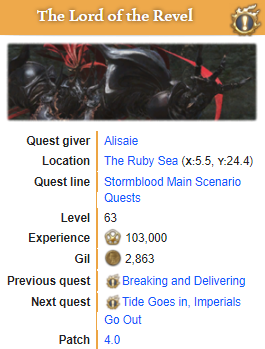 The Lord of the Revel
Quest giver Alisaie
Location The Ruby Sea (X:5.5, Y:24.4)
Quest line Stormblood Main Scenario
Quests
Level 63
Experience 103,000
Gil 2,863
Previous quest Breaking and Delivering
Next quest Tide Goes in, Imperials
Go Out
Patch 4.0